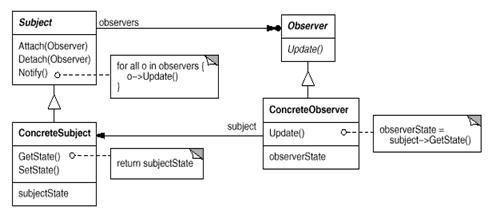 Subject
observers
Observer
Attach(Observer)
Detach(Observer)
Notify()
for all o in observers {
o->Update()
}
Update()
ConcreteSubject
GetState()
SetState()
subjectState
return subjectState
subject
ConcreteObserver
Update()
observerState
observerState =
subject->GetState()